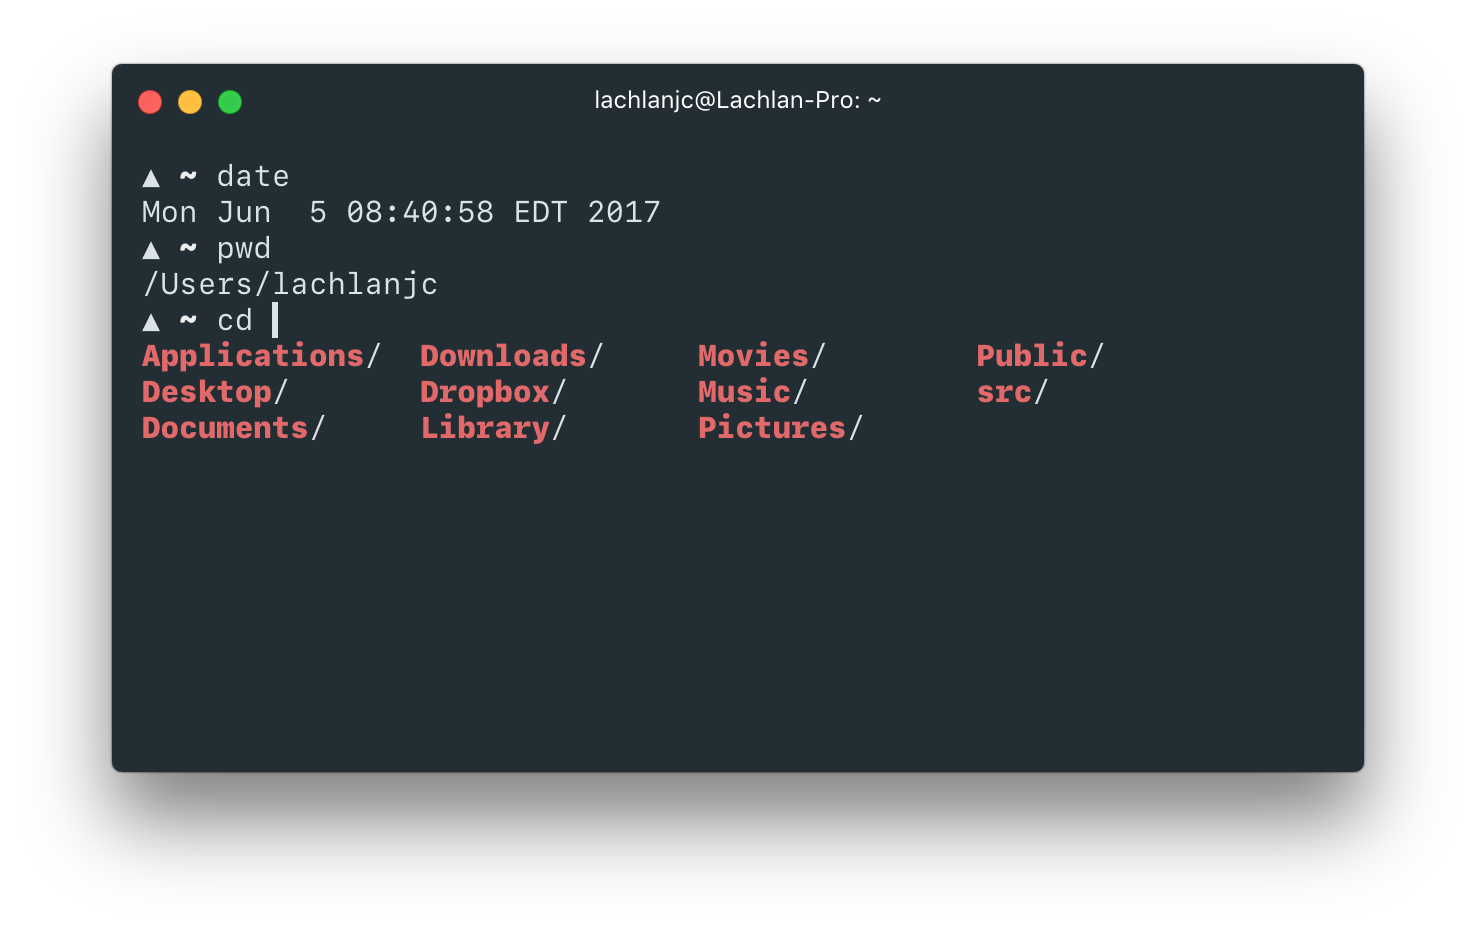 lachlanjc@Lachlan-Pro: ~
▲ ~ date
Mon Jun  5 08:40:58 EDT 2017
▲ ~ pwd
/Users/lachlanjc
▲ ~ cd
Applications/  Downloads/     Movies/        Public/
Desktop/       Dropbox/       Music/         src/
Documents/     Library/       Pictures/